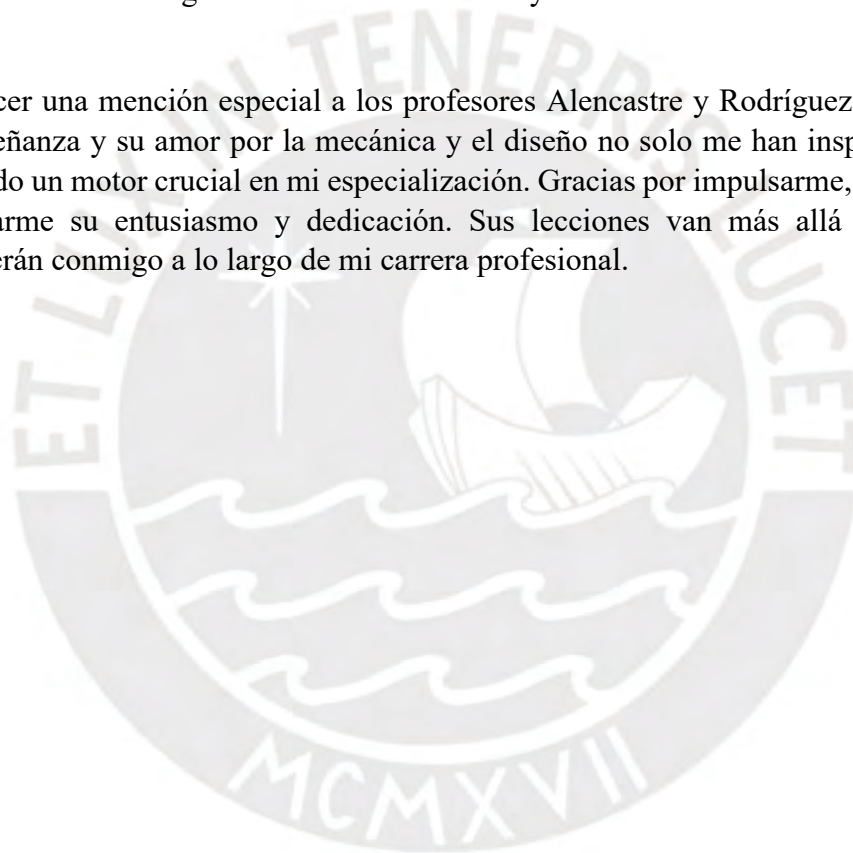 cer una mención especial a los profesores Alencastre y Rodríguez
eñanza y su amor por la mecánica y el diseño no solo me han insp
do un motor crucial en mi especialización. Gracias por impulsarme,
arme su entusiasmo y dedicación. Sus lecciones van más allá
erán conmigo a lo largo de mi carrera profesional.
ET LUX IN TENEBRIS LUCET
MCMXVII